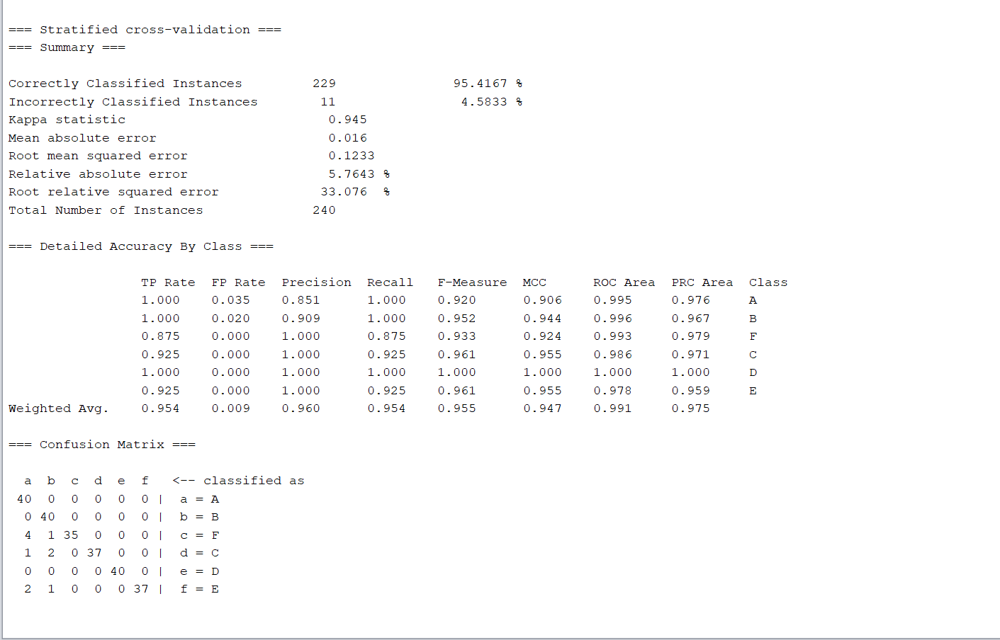 === Stratified cross-validation ===
=== Summary ===
Correctly Classified Instances 229 95.4167 %
Incorrectly Classified Instances 11 4.5833 %
Kappa statistic 0.945
Mean absolute error 0.016
Root mean squared error 0.1233
Relative absolute error 5.7643 %
Root relative squared error 33.076 %
Total Number of Instances 240
=== Detailed Accuracy By Class ===
TP Rate FP Rate Precision Recall F-Measure MCC ROC Area PRC Area Class
1.000 0.035 0.851 1.000 0.920 0.906 0.995 0.976 A
1.000 0.020 0.909 1.000 0.952 0.944 0.996 0.967 B
0.875 0.000 1.000 0.875 0.933 0.924 0.993 0.979 F
0.925 0.000 1.000 0.925 0.961 0.955 0.986 0.971 C
1.000 0.000 1.000 1.000 1.000 1.000 1.000 1.000 D
0.925 0.000 1.000 0.925 0.961 0.955 0.978 0.959 E
Weighted Avg. 0.954 0.009 0.960 0.954 0.955 0.947 0.991 0.975
=== Confusion Matrix ===
a b c d e f <-- classified as
40 0 0 0 0 0 | a = A
0 40 0 0 0 0 | b = B
4 1 35 0 0 0 | c = F
1 2 0 37 0 0 | d = C
0 0 0 0 40 0 | e = D
2 1 0 0 0 37 | f = E